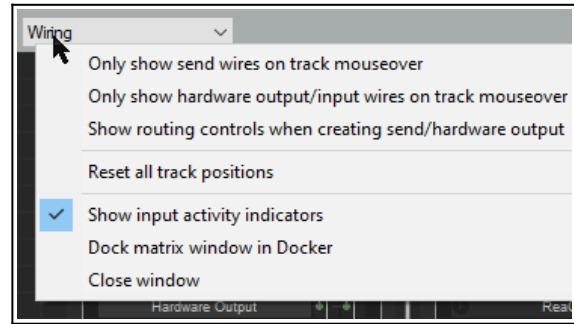 Wiring
Only show send wires on track mouseover
Only show hardware output/input wires on track mouseover
Show routing controls when creating send/hardware output
Reset all track positions
Show input activity indicators
Dock matrix window in Docker
Close window
Hardware Output